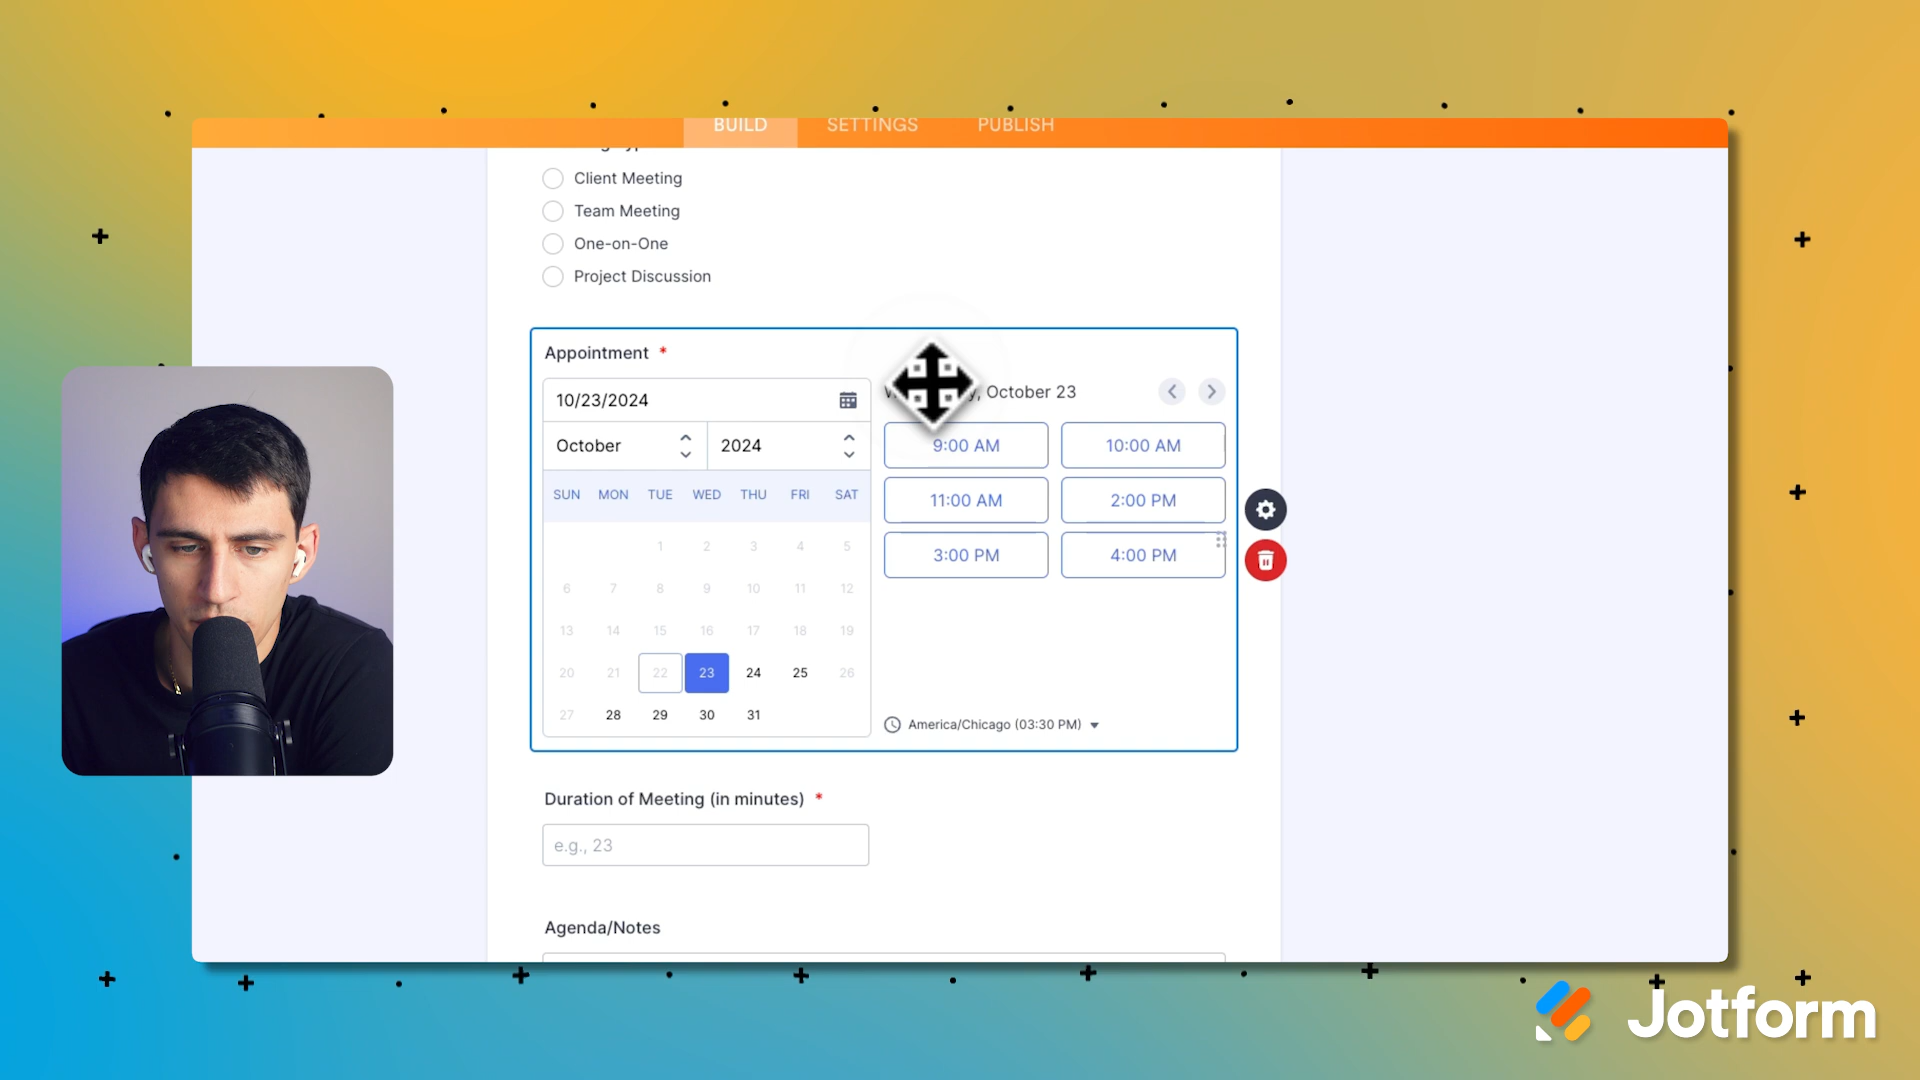 BUILD SETTINGS PUBLISH
Client Meeting
Team Meeting
One-on-One
Project Discussion
Appointment *
10/23/2024
October 2024
SUN MON TUE WED THU FRI SAT
1 2 3 4 5
6 7 8 9 10 11 12
13 14 15 16 17 18 19
20 21 22 23 24 25 26
27 28 29 30 31
October 23
9:00 AM 10:00 AM
11:00 AM 2:00 PM
3:00 PM 4:00 PM
America/Chicago (03:30 PM)
Duration of Meeting (in minutes) *
e.g., 23
Agenda/Notes
Jotform